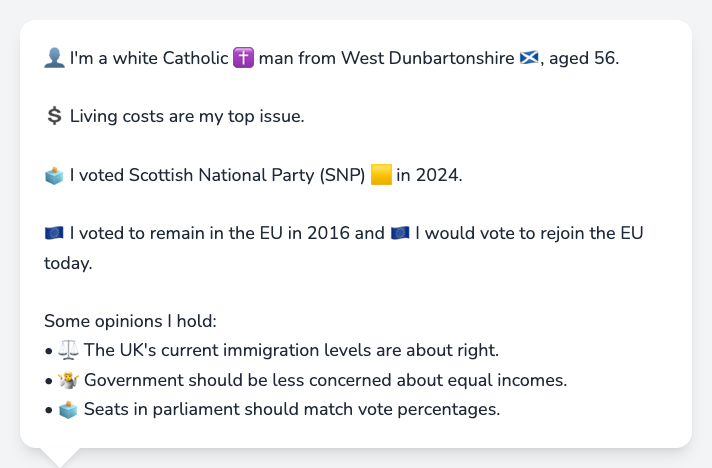 👤 I'm a white Catholic ✝️ man from West Dunbartonshire 🏴󠁧󠁢󠁳󠁣󠁴󠁿, aged 56.
💲 Living costs are my top issue.
🗳️ I voted Scottish National Party (SNP) 🟨 in 2024.
🇪🇺 I voted to remain in the EU in 2016 and 🇪🇺 I would vote to rejoin the EU
today.
Some opinions I hold:
• ⚖️ The UK's current immigration levels are about right.
• 🤷 Government should be less concerned about equal incomes.
• 🗳️ Seats in parliament should match vote percentages.